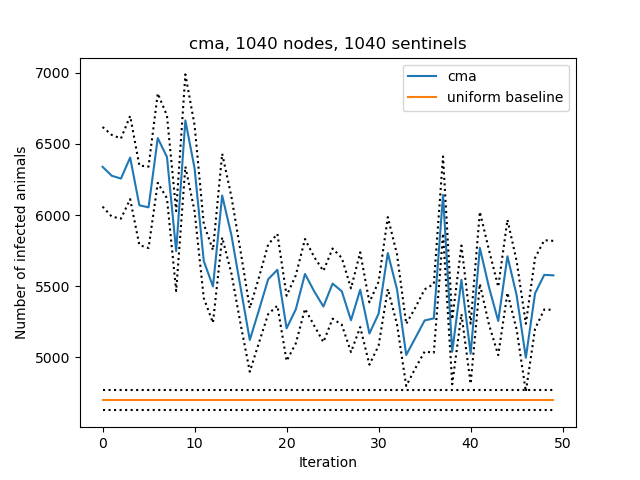 cma, 1040 nodes, 1040 sentinels
cma
uniform baseline
7000
6500
6000
5500
5000
Number of infected animals
0 10 20 30 40 50
Iteration